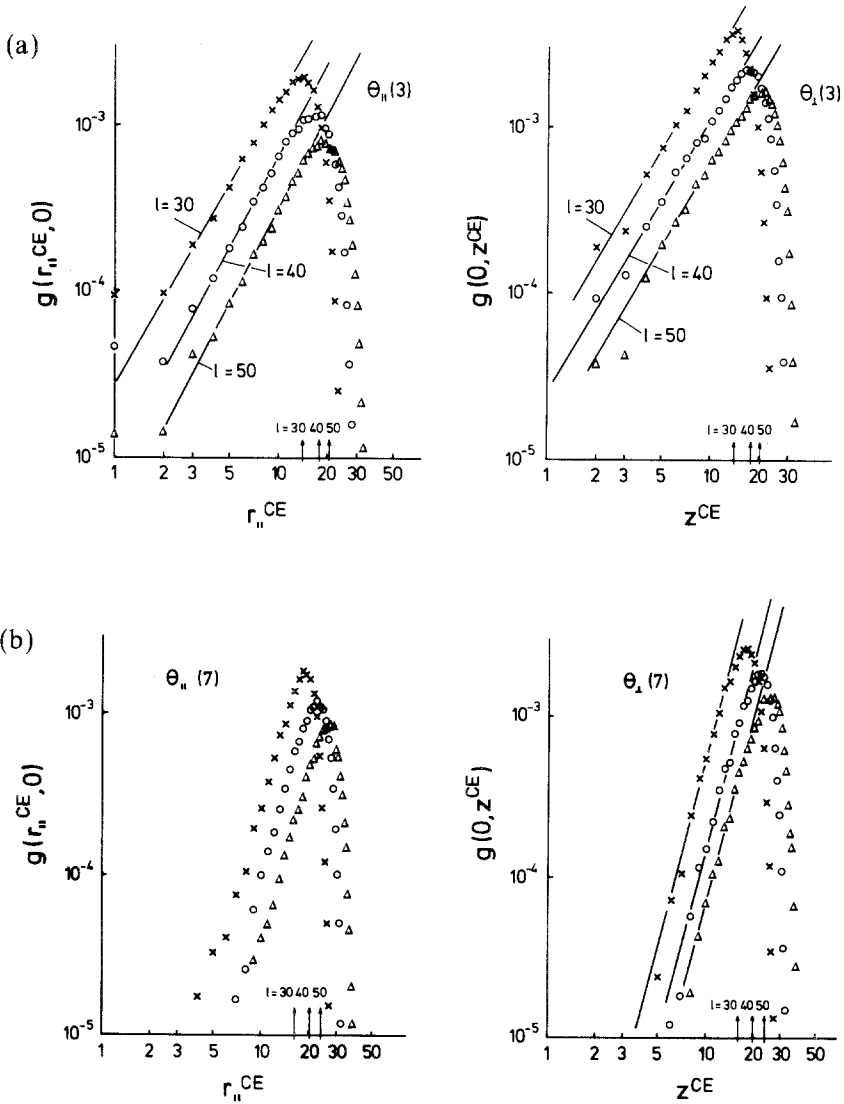 (a)
g(r_∥^CE, 0)
10^-3
10^-4
10^-5
θ_∥(3)
l = 30
l = 40
l = 50
l = 30 40 50
1 2 3 5 10 20 30 50
r_∥^CE
g(0, z^CE)
10^-3
10^-4
10^-5
θ_⊥(3)
l = 30
l = 40
l = 50
l = 30 40 50
1 2 3 5 10 20 30
z^CE
(b)
g(r_∥^CE, 0)
10^-3
10^-4
10^-5
θ_∥(7)
l = 30 40 50
1 2 3 5 10 20 30 50
r_∥^CE
g(0, z^CE)
10^-3
10^-4
10^-5
θ_⊥(7)
l = 30 40 50
1 2 3 5 10 20 30 50
z^CE